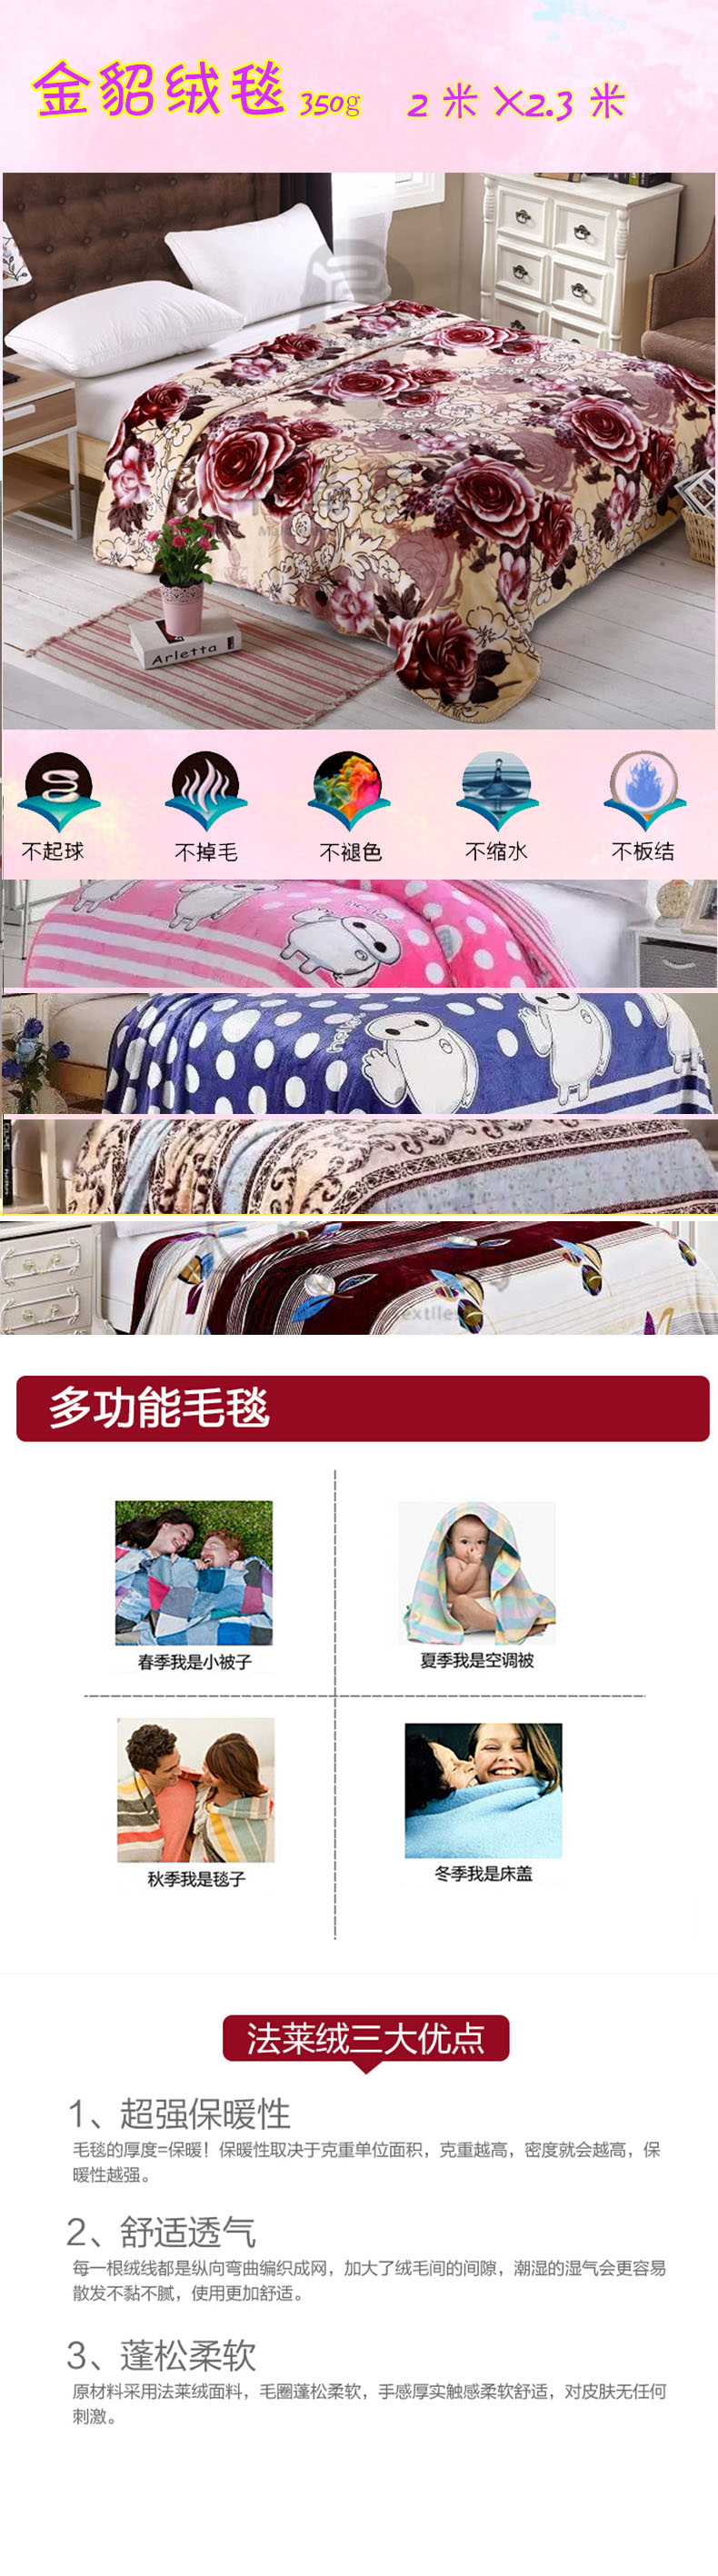 金貂绒毯 350g 2 米 ×2.3 米
Arletta
不起球 不掉毛 不褪色 不缩水 不板结
Hello
Hello
extile
多功能毛毯
春季我是小被子 夏季我是空调被
秋季我是毯子 冬季我是床盖
法莱绒三大优点
1、超强保暖性
毛毯的厚度=保暖！保暖性取决于克重单位面积，克重越高，密度就会越高，保
暖性越强。
2、舒适透气
每一根绒线都是纵向弯曲编织成网，加大了绒毛间的间隙，潮湿的湿气会更容易
散发不黏不腻，使用更加舒适。
3、蓬松柔软
原材料采用法莱绒面料，毛圈蓬松柔软，手感厚实触感柔软舒适，对皮肤无任何
刺激。